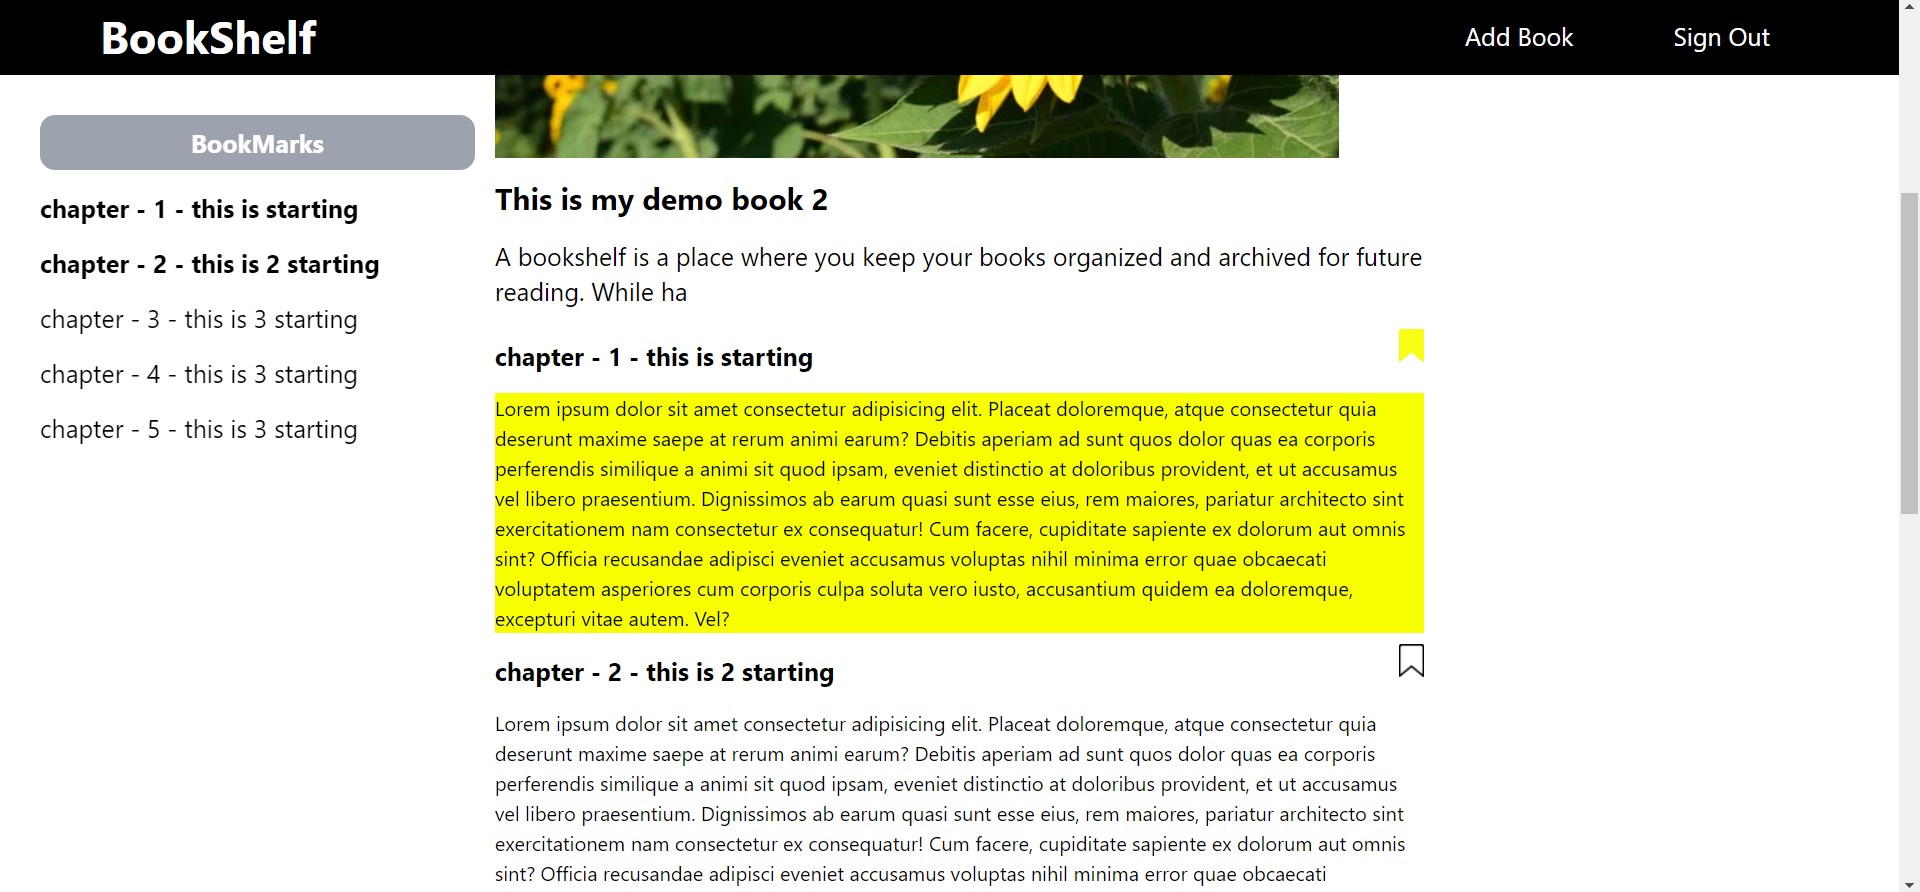 BookShelf
Add Book
Sign Out
BookMarks
chapter - 1 - this is starting
chapter - 2 - this is 2 starting
chapter - 3 - this is 3 starting
chapter - 4 - this is 3 starting
chapter - 5 - this is 3 starting
This is my demo book 2
A bookshelf is a place where you keep your books organized and archived for future
reading. While ha
chapter - 1 - this is starting
Lorem ipsum dolor sit amet consectetur adipisicing elit. Placeat doloremque, atque consectetur quia
deserunt maxime saepe at rerum animi earum? Debitis aperiam ad sunt quos dolor quas ea corporis
perferendis similique a animi sit quod ipsam, eveniet distinctio at doloribus provident, et ut accusamus
vel libero praesentium. Dignissimos ab earum quasi sunt esse eius, rem maiores, pariatur architecto sint
exercitationem nam consectetur ex consequatur! Cum facere, cupiditate sapiente ex dolorum aut omnis
sint? Officia recusandae adipisci eveniet accusamus voluptas nihil minima error quae obcaecati
voluptatem asperiores cum corporis culpa soluta vero iusto, accusantium quidem ea doloremque,
excepturi vitae autem. Vel?
chapter - 2 - this is 2 starting
Lorem ipsum dolor sit amet consectetur adipisicing elit. Placeat doloremque, atque consectetur quia
deserunt maxime saepe at rerum animi earum? Debitis aperiam ad sunt quos dolor quas ea corporis
perferendis similique a animi sit quod ipsam, eveniet distinctio at doloribus provident, et ut accusamus
vel libero praesentium. Dignissimos ab earum quasi sunt esse eius, rem maiores, pariatur architecto sint
exercitationem nam consectetur ex consequatur! Cum facere, cupiditate sapiente ex dolorum aut omnis
sint? Officia recusandae adipisci eveniet accusamus voluptas nihil minima error quae obcaecati